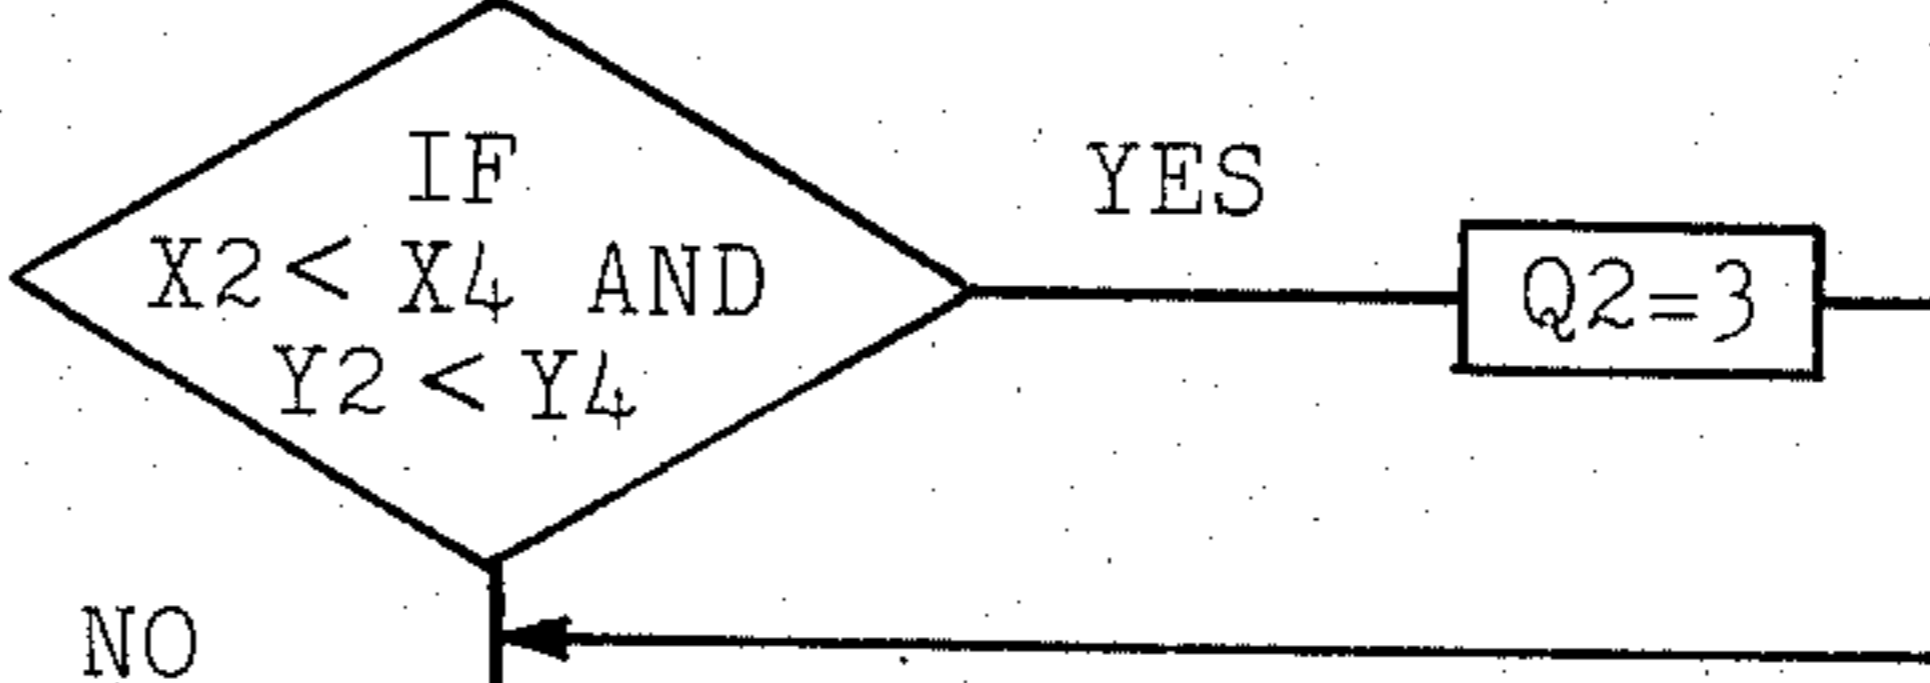 IF
X2 < X4 AND
Y2 < Y4
YES
Q2=3
NO